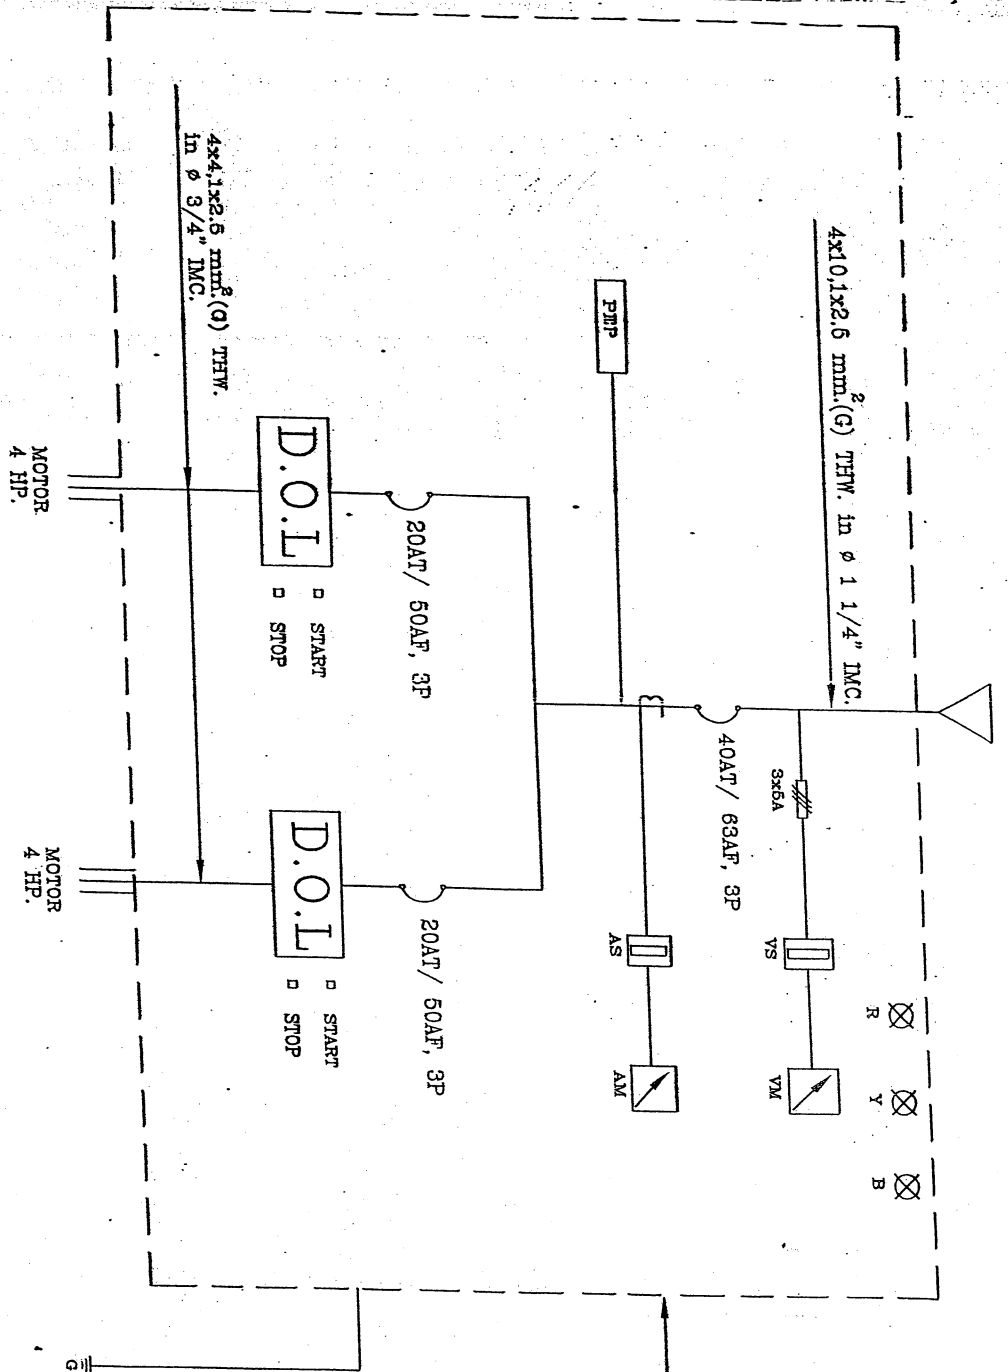 R
Y
B
4x10,1x2.5 mm.²(G) THW. in ø 1 1/4" IMC.
3x5A
VS
VM
40AT/ 63AF, 3P
AS
AM
PEP
20AT/ 50AF, 3P
20AT/ 50AF, 3P
D.O.L
START
STOP
D.O.L
START
STOP
4x4,1x2.5 mm.²(G) THW.
in ø 3/4" IMC.
MOTOR
4 HP.
MOTOR
4 HP.
G